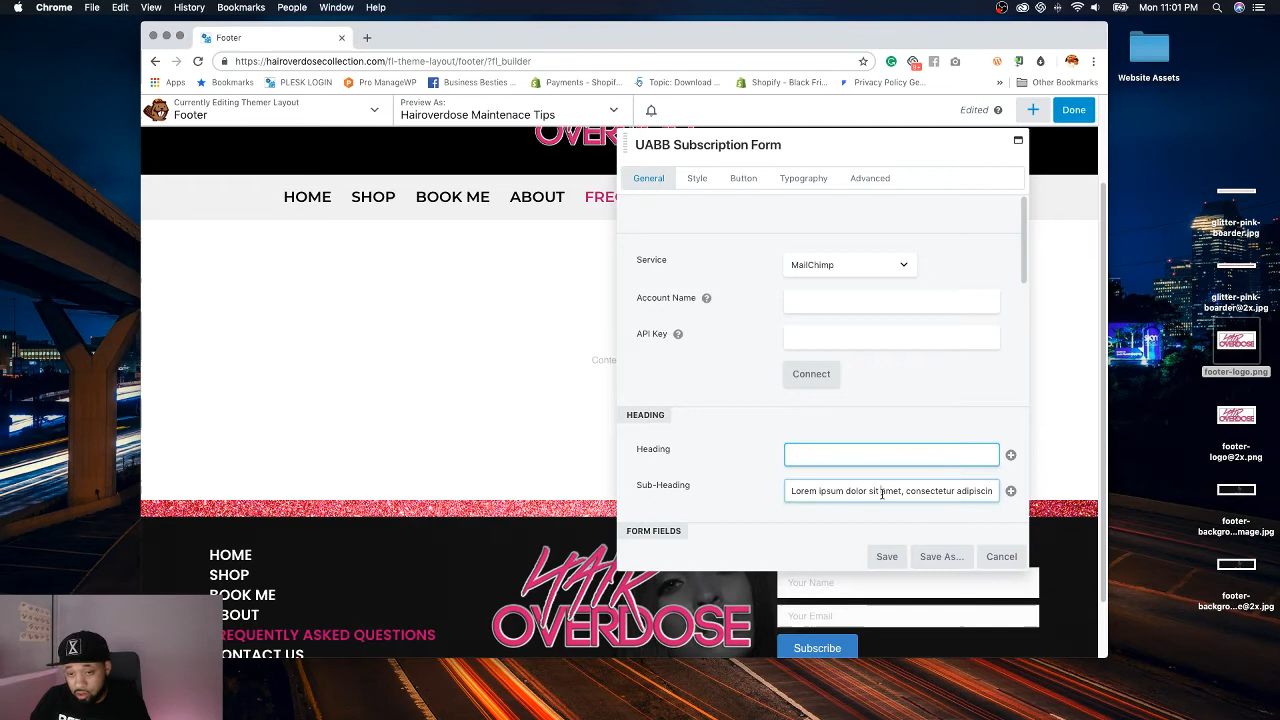 Chrome File Edit View History Bookmarks People Window Help
Mon 11:01 PM
Footer
https://hairoverdosecollection.com/fl-theme-layout/footer/?fl_builder
Apps Bookmarks PLESK LOGIN Pro ManageWP Business Besties ... Payments - Shopif... Topic: Download ... Shopify - Black Fri... Privacy Policy Ge... Other Bookmarks
Currently Editing Themer Layout
Footer
Preview As:
Hairoverdose Maintenace Tips
Edited
Done
OVERDOSE
HOME SHOP BOOK ME ABOUT FREQ
UABB Subscription Form
General Style Button Typography Advanced
Service
MailChimp
Account Name
API Key
Connect
HEADING
Heading
Sub-Heading
Lorem ipsum dolor sit amet, consectetur adipiscin
FORM FIELDS
Save Save As... Cancel
Conte
HOME
SHOP
BOOK ME
ABOUT
FREQUENTLY ASKED QUESTIONS
CONTACT US
HAIR
OVERDOSE
Your Name
Your Email
Subscribe
Website Assets
glitter-pink-
boarder.jpg
glitter-pink-
boarder@2x.jpg
footer-logo.png
footer-
logo@2x.png
footer-
backgro...mage.jpg
footer-
backgro...e@2x.jpg